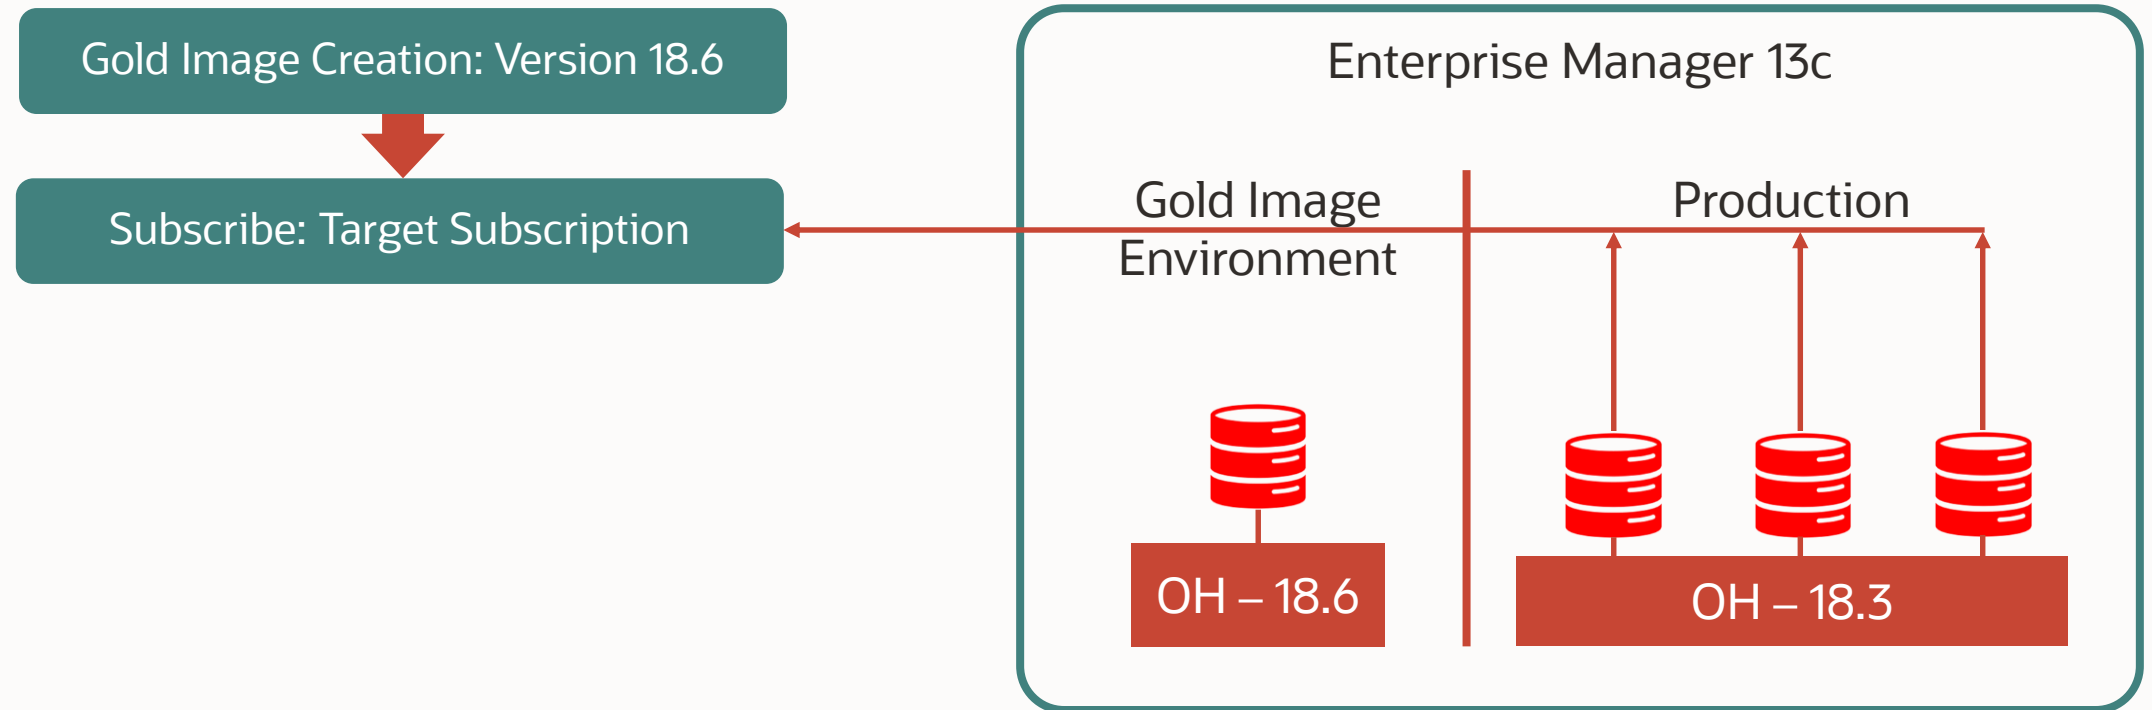 Gold Image Creation: Version 18.6
Subscribe: Target Subscription
Enterprise Manager 13c
Gold Image
Environment
Production
OH – 18.6
OH – 18.3